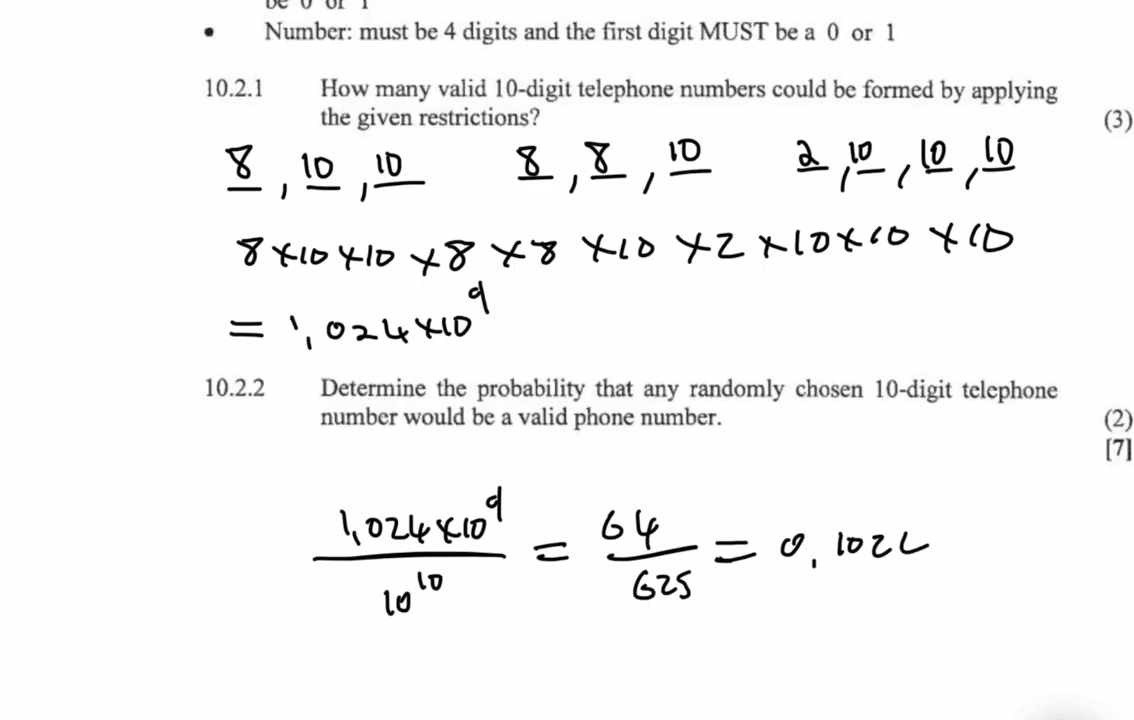 be 0 or 1
• Number: must be 4 digits and the first digit MUST be a 0 or 1
10.2.1 How many valid 10-digit telephone numbers could be formed by applying
the given restrictions?
(3)
8, 10, 10 8, 8, 10 2, 10, 10, 10
8 × 10 × 10 × 8 × 8 × 10 × 2 × 10 × 10 × 10
= 1,024 × 10⁹
10.2.2 Determine the probability that any randomly chosen 10-digit telephone
number would be a valid phone number.
(2)
[7]
1,024 × 10⁹ / 10¹⁰ = 64 / 625 = 0,1024